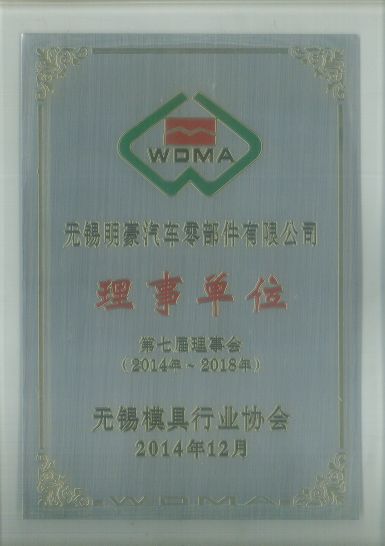 WDMA
无锡明豪汽车零部件有限公司
理事单位
第七届理事会
（2014年～2018年）
无锡模具行业协会
2014年12月
WDMA